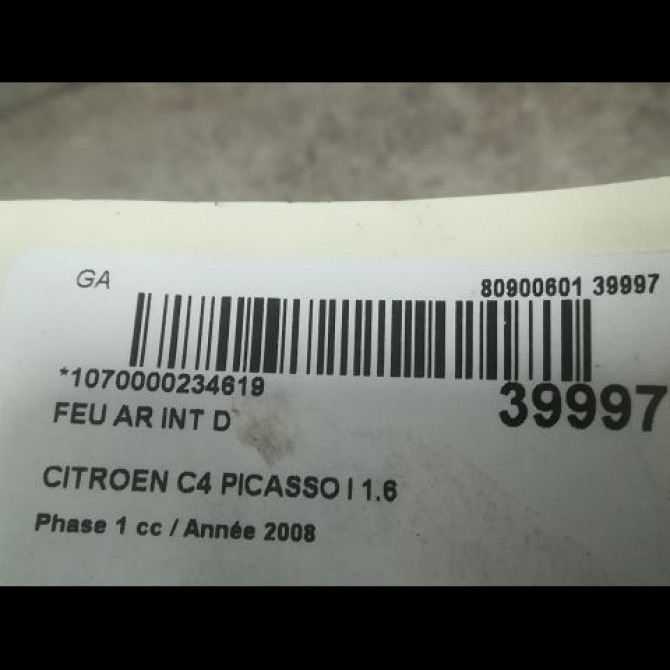 GA
80900601 39997
*1070000234619
39997
FEU AR INT D
CITROEN C4 PICASSO I 1.6
Phase 1 cc / Année 2008